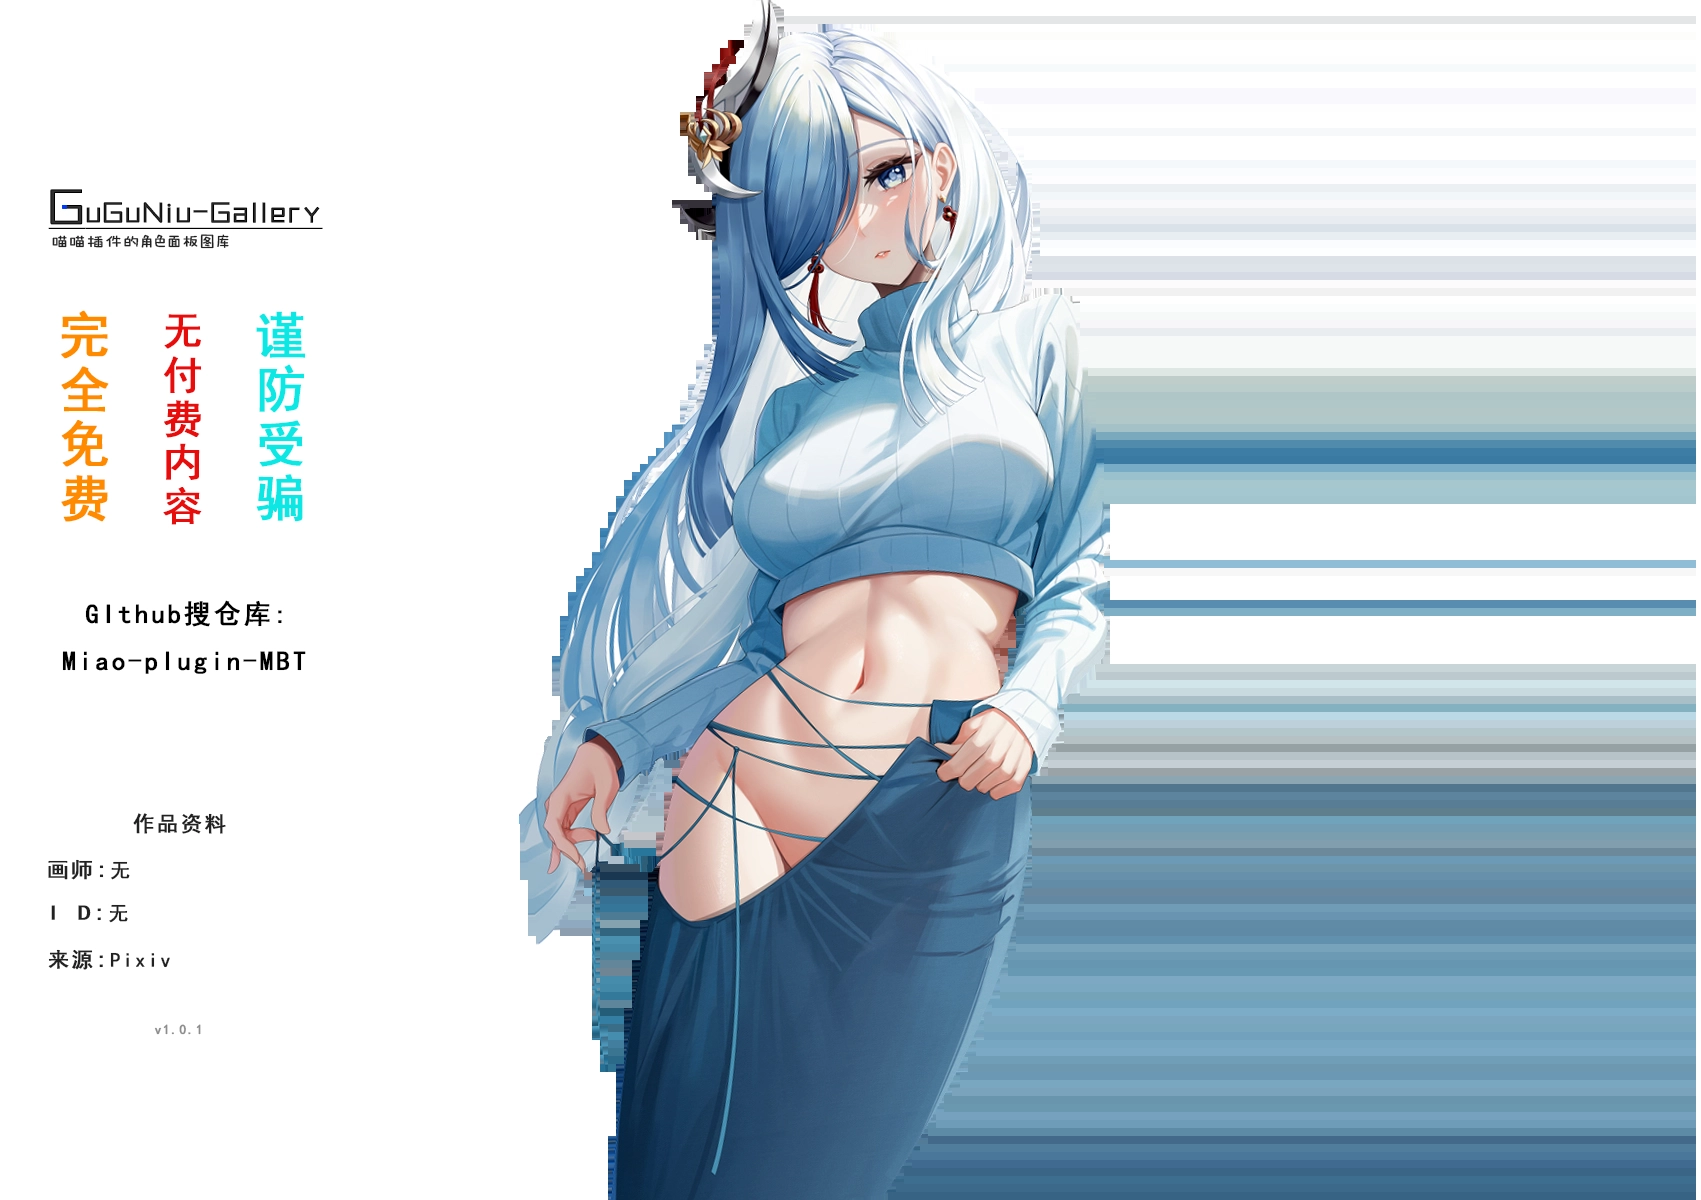 GuGuNiu-Gallery
喵喵插件的角色面板图库
完全免费
无付费内容
谨防受骗
GIthub搜仓库:
Miao-plugin-MBT
作品资料
画师:无
I D:无
来源:Pixiv
v1.0.1